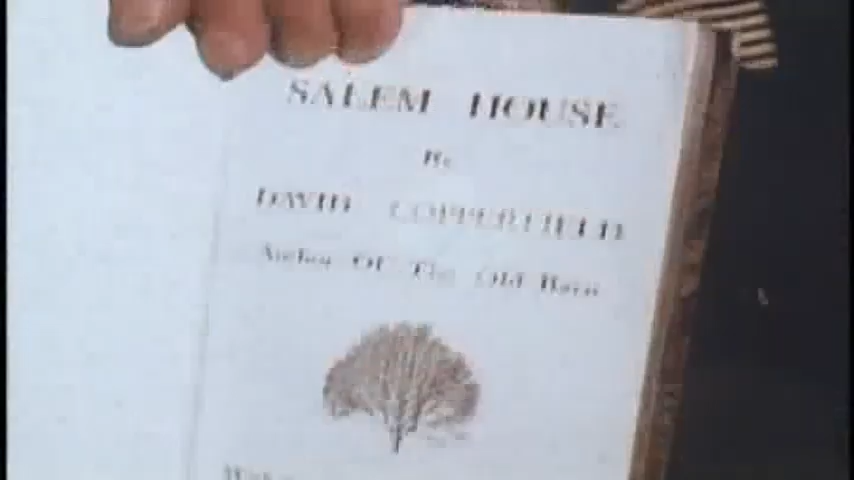 SALEM HOUSE
By
DAVID COPPERFIELD
Author OF The Old Barn